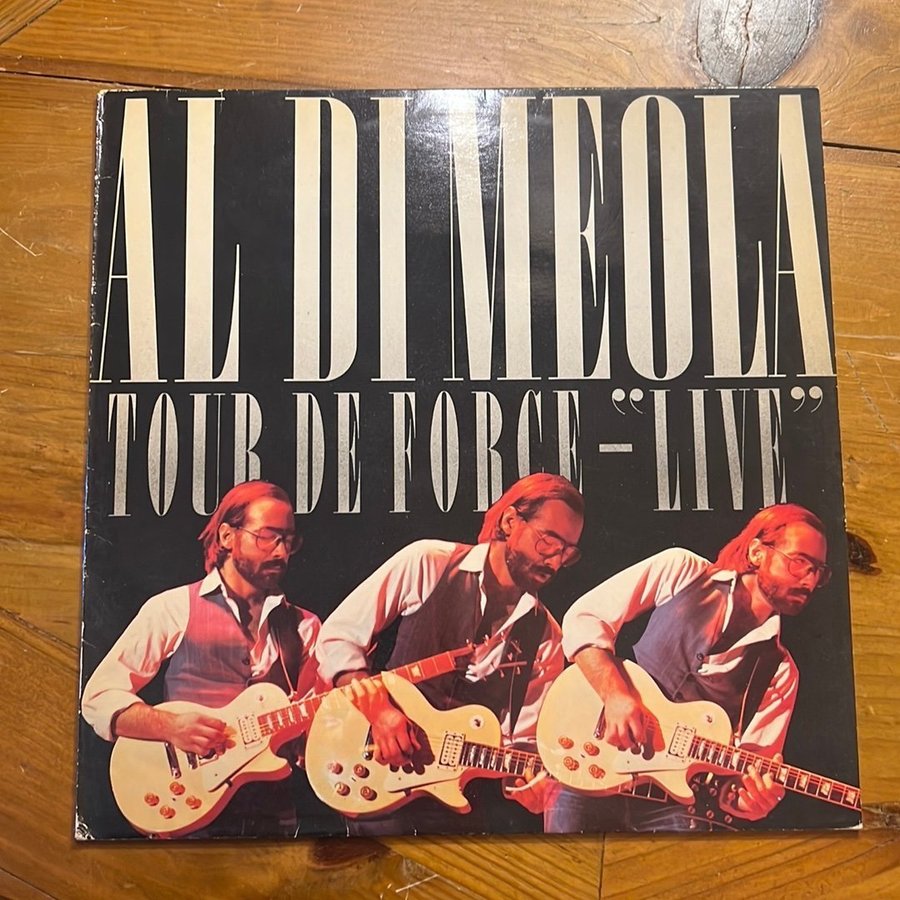 AL DI MEOLA
TOUR DE FORCE – “LIVE”